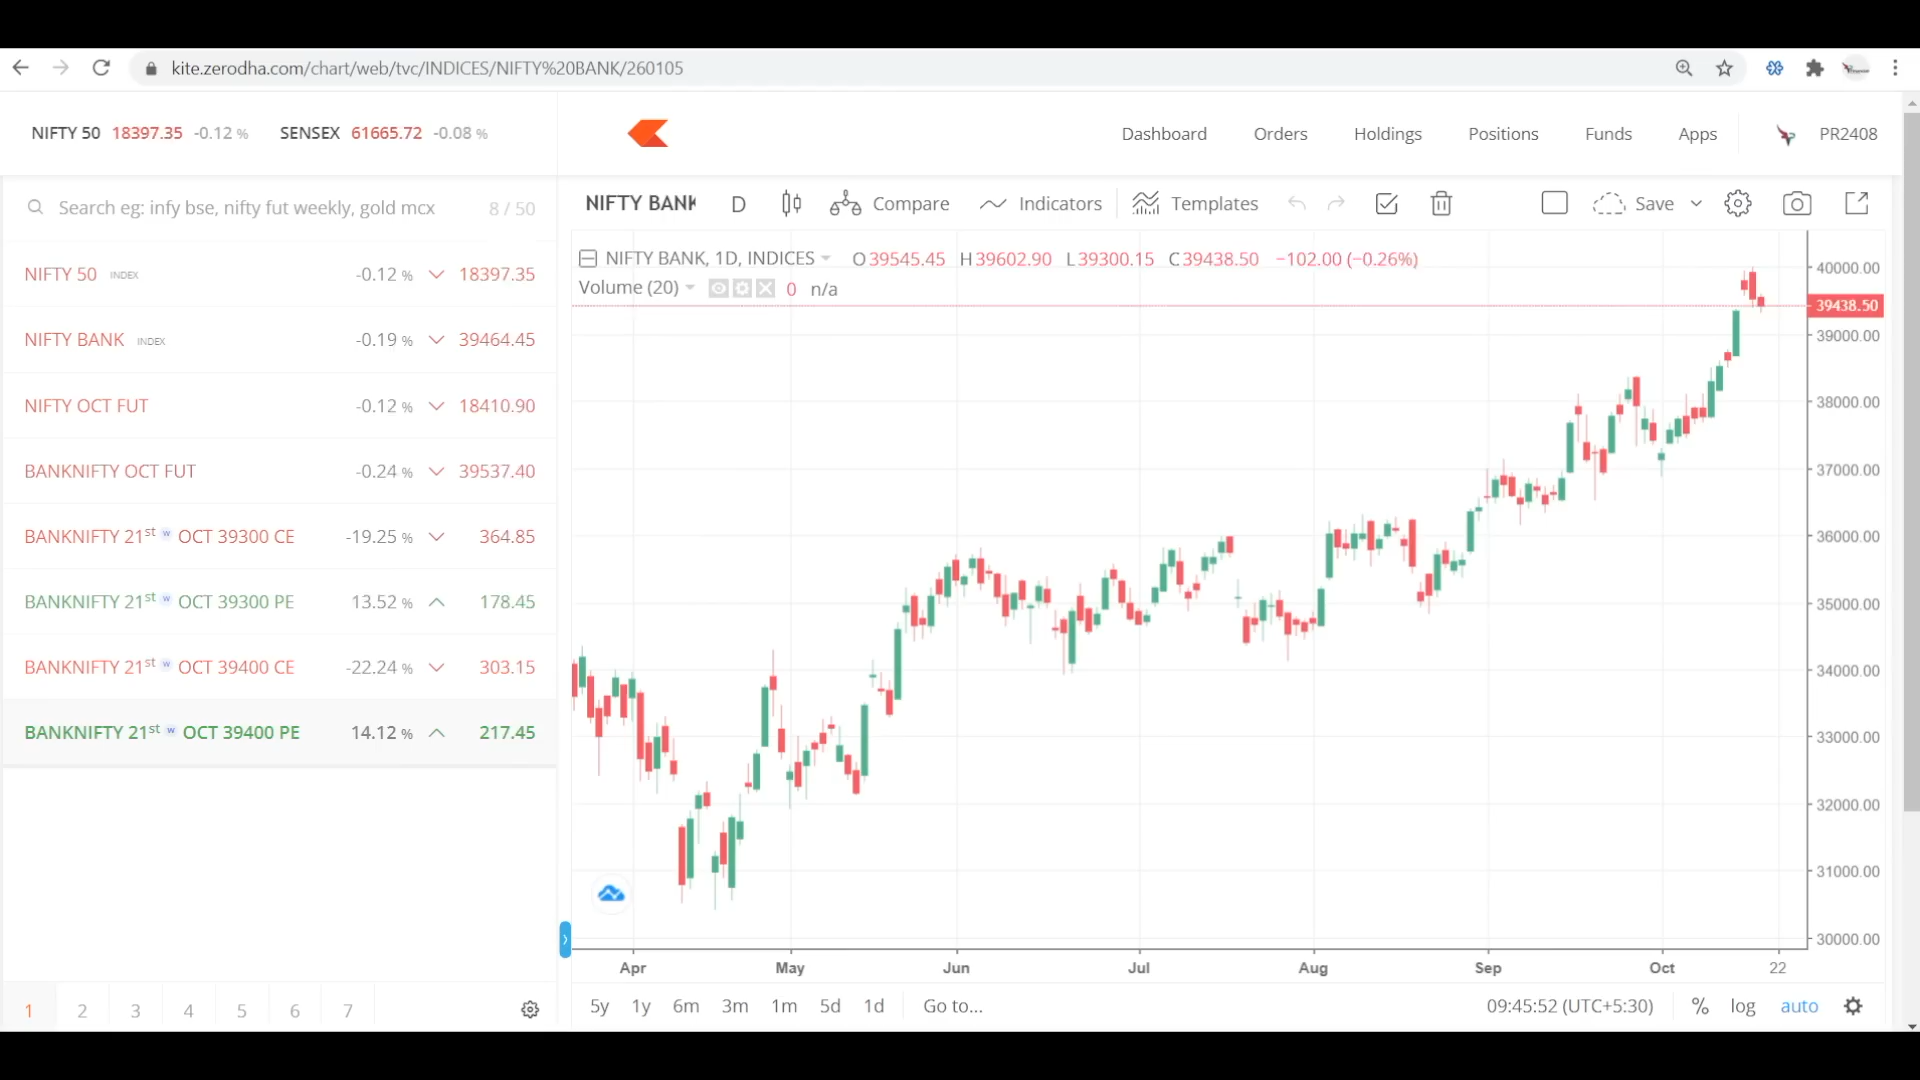 kite.zerodha.com/chart/web/tvc/INDICES/NIFTY%20BANK/260105
NIFTY 50 18397.35 -0.12 % SENSEX 61665.72 -0.08 %
Dashboard Orders Holdings Positions Funds Apps PR2408
Search eg: infy bse, nifty fut weekly, gold mcx 8 / 50
NIFTY BANK D Compare Indicators Templates Save
NIFTY 50 INDEX -0.12 % 18397.35
NIFTY BANK INDEX -0.19 % 39464.45
NIFTY OCT FUT -0.12 % 18410.90
BANKNIFTY OCT FUT -0.24 % 39537.40
BANKNIFTY 21st w OCT 39300 CE -19.25 % 364.85
BANKNIFTY 21st w OCT 39300 PE 13.52 % 178.45
BANKNIFTY 21st w OCT 39400 CE -22.24 % 303.15
BANKNIFTY 21st w OCT 39400 PE 14.12 % 217.45
1 2 3 4 5 6 7
NIFTY BANK, 1D, INDICES O39545.45 H39602.90 L39300.15 C39438.50 −102.00 (−0.26%)
Volume (20) 0 n/a
40000.00
39438.50
39000.00
38000.00
37000.00
36000.00
35000.00
34000.00
33000.00
32000.00
31000.00
30000.00
Apr May Jun Jul Aug Sep Oct 22
5y 1y 6m 3m 1m 5d 1d Go to... 09:45:52 (UTC+5:30) % log auto